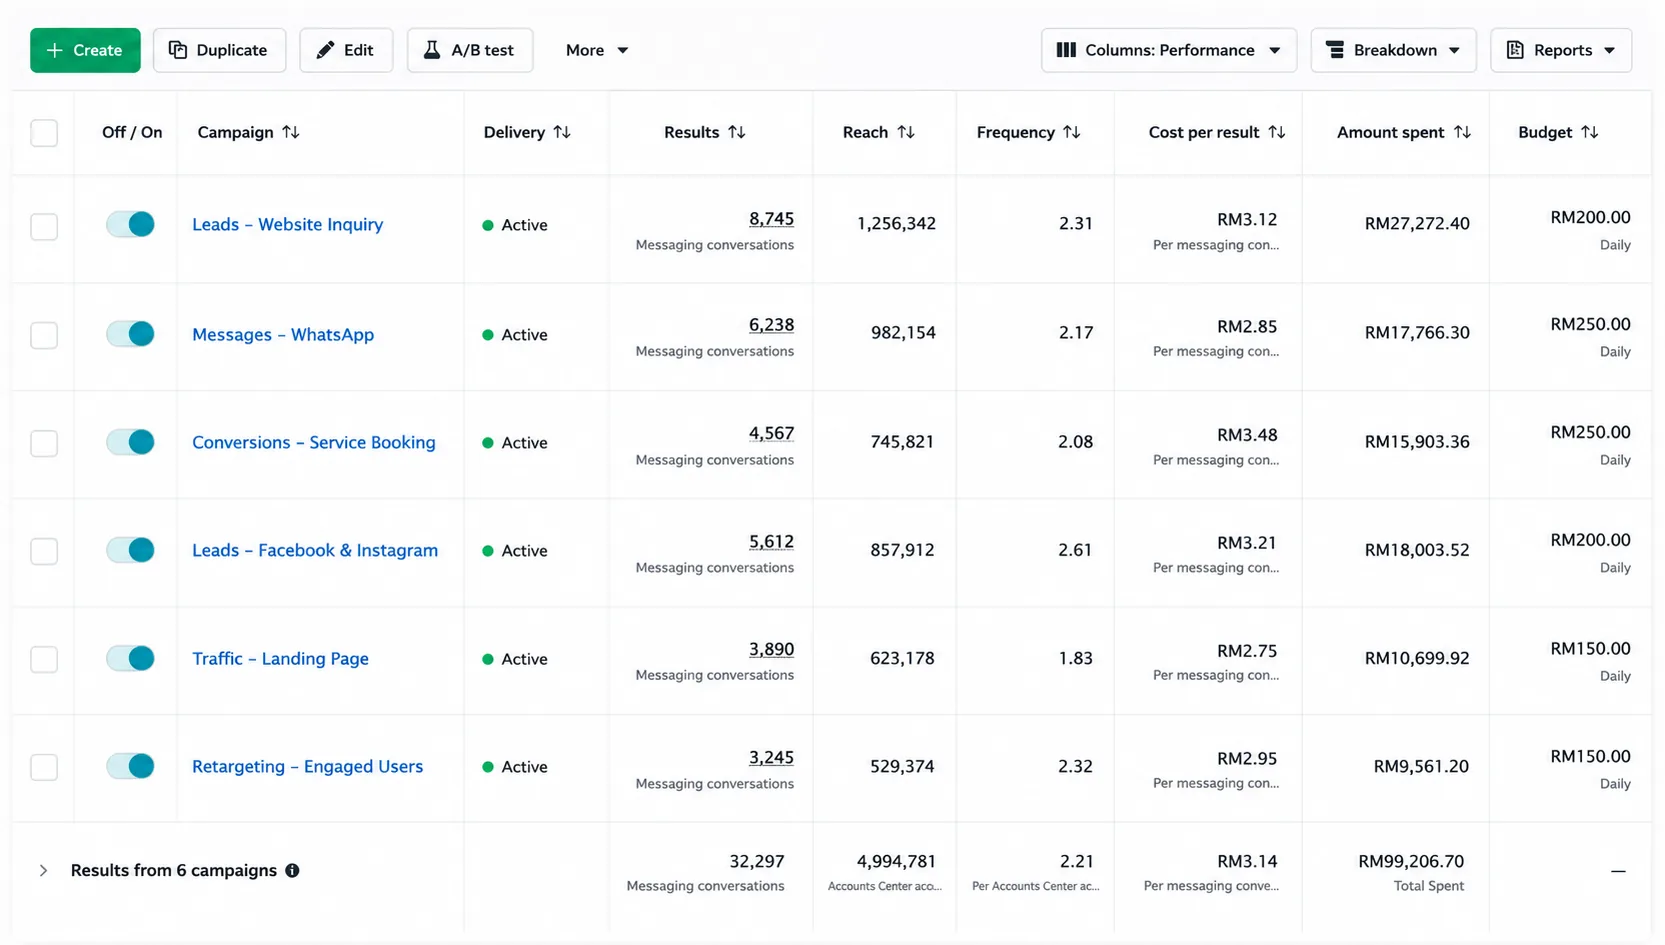 Create Duplicate Edit A/B test More Columns: Performance Breakdown Reports
Off / On Campaign Delivery Results Reach Frequency Cost per result Amount spent Budget
Leads – Website Inquiry Active 8,745 1,256,342 2.31 RM3.12 RM27,272.40 RM200.00
Messaging conversations Per messaging con... Daily
Messages – WhatsApp Active 6,238 982,154 2.17 RM2.85 RM17,766.30 RM250.00
Messaging conversations Per messaging con... Daily
Conversions – Service Booking Active 4,567 745,821 2.08 RM3.48 RM15,903.36 RM250.00
Messaging conversations Per messaging con... Daily
Leads – Facebook & Instagram Active 5,612 857,912 2.61 RM3.21 RM18,003.52 RM200.00
Messaging conversations Per messaging con... Daily
Traffic – Landing Page Active 3,890 623,178 1.83 RM2.75 RM10,699.92 RM150.00
Messaging conversations Per messaging con... Daily
Retargeting – Engaged Users Active 3,245 529,374 2.32 RM2.95 RM9,561.20 RM150.00
Messaging conversations Per messaging con... Daily
Results from 6 campaigns 32,297 4,994,781 2.21 RM3.14 RM99,206.70 —
Messaging conversations Accounts Center aco... Per Accounts Center ac... Per messaging conve... Total Spent